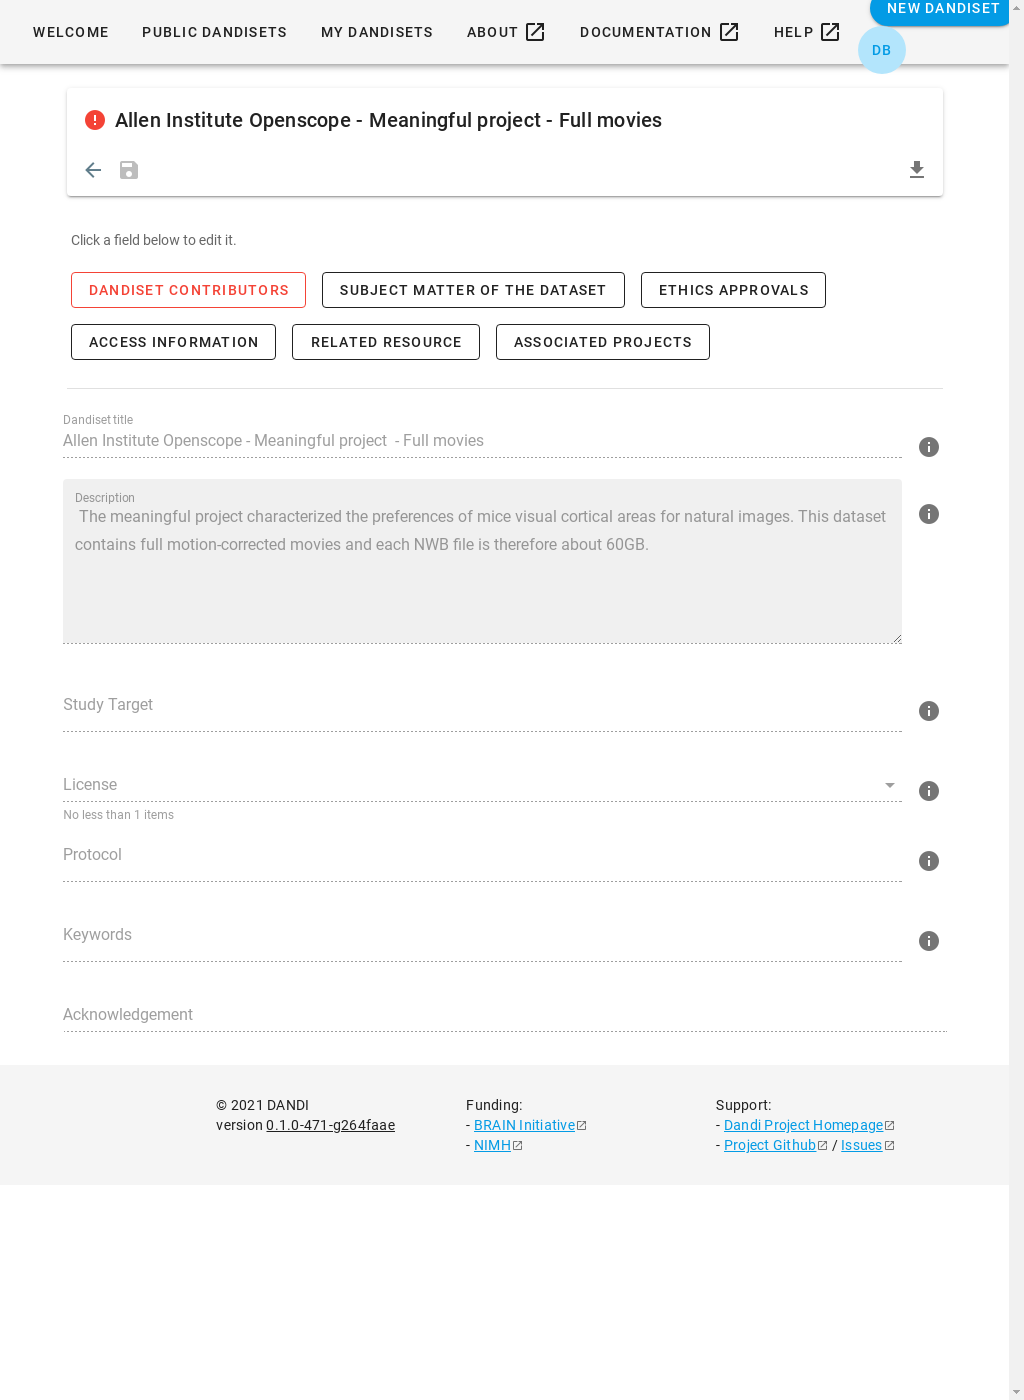 WELCOME PUBLIC DANDISETS MY DANDISETS ABOUT DOCUMENTATION HELP NEW DANDISET
DB
Allen Institute Openscope - Meaningful project - Full movies
Click a field below to edit it.
DANDISET CONTRIBUTORS SUBJECT MATTER OF THE DATASET ETHICS APPROVALS
ACCESS INFORMATION RELATED RESOURCE ASSOCIATED PROJECTS
Dandiset title
Allen Institute Openscope - Meaningful project  - Full movies
Description
The meaningful project characterized the preferences of mice visual cortical areas for natural images. This dataset
contains full motion-corrected movies and each NWB file is therefore about 60GB.
Study Target
License
No less than 1 items
Protocol
Keywords
Acknowledgement
© 2021 DANDI
version 0.1.0-471-g264faae
Funding:
- BRAIN Initiative
- NIMH
Support:
- Dandi Project Homepage
- Project Github / Issues